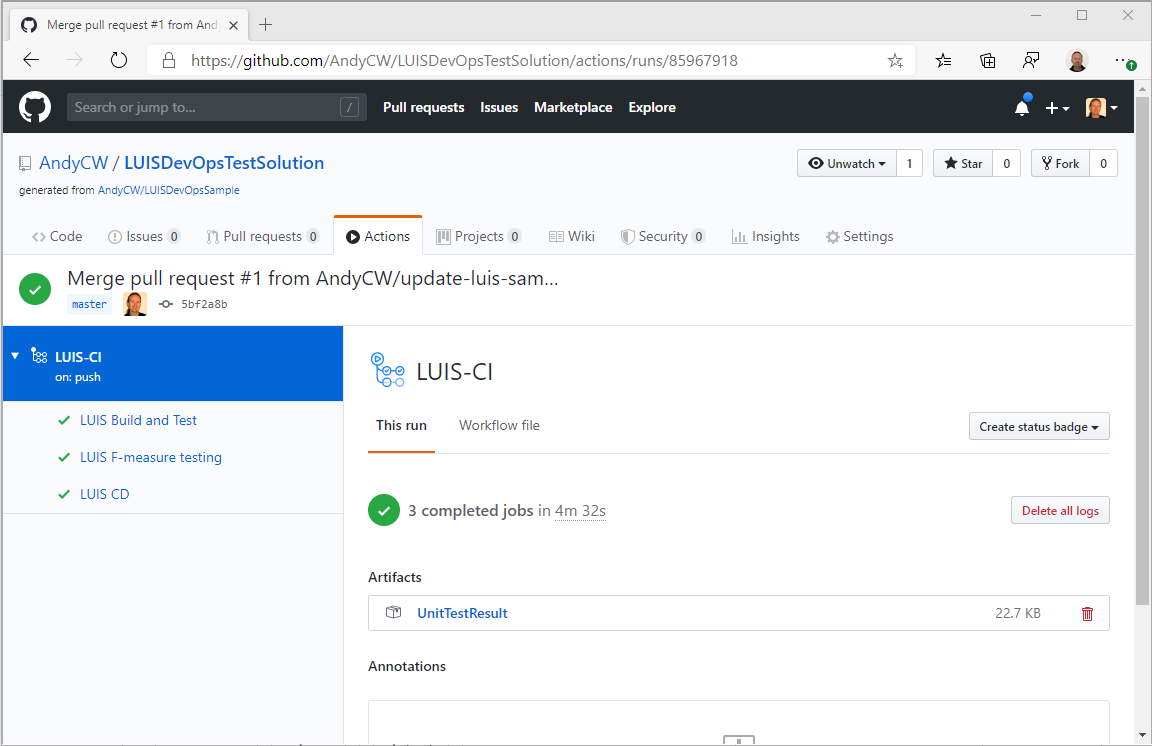 Merge pull request #1 from And
https://github.com/AndyCW/LUISDevOpsTestSolution/actions/runs/85967918
Search or jump to... / Pull requests Issues Marketplace Explore
AndyCW / LUISDevOpsTestSolution Unwatch 1 Star 0 Fork 0
generated from AndyCW/LUISDevOpsSample
Code Issues 0 Pull requests 0 Actions Projects 0 Wiki Security 0 Insights Settings
Merge pull request #1 from AndyCW/update-luis-sam...
master 5bf2a8b
LUIS-CI
on: push
LUIS Build and Test
LUIS F-measure testing
LUIS CD
LUIS-CI
This run Workflow file Create status badge
3 completed jobs in 4m 32s Delete all logs
Artifacts
UnitTestResult 22.7 KB
Annotations